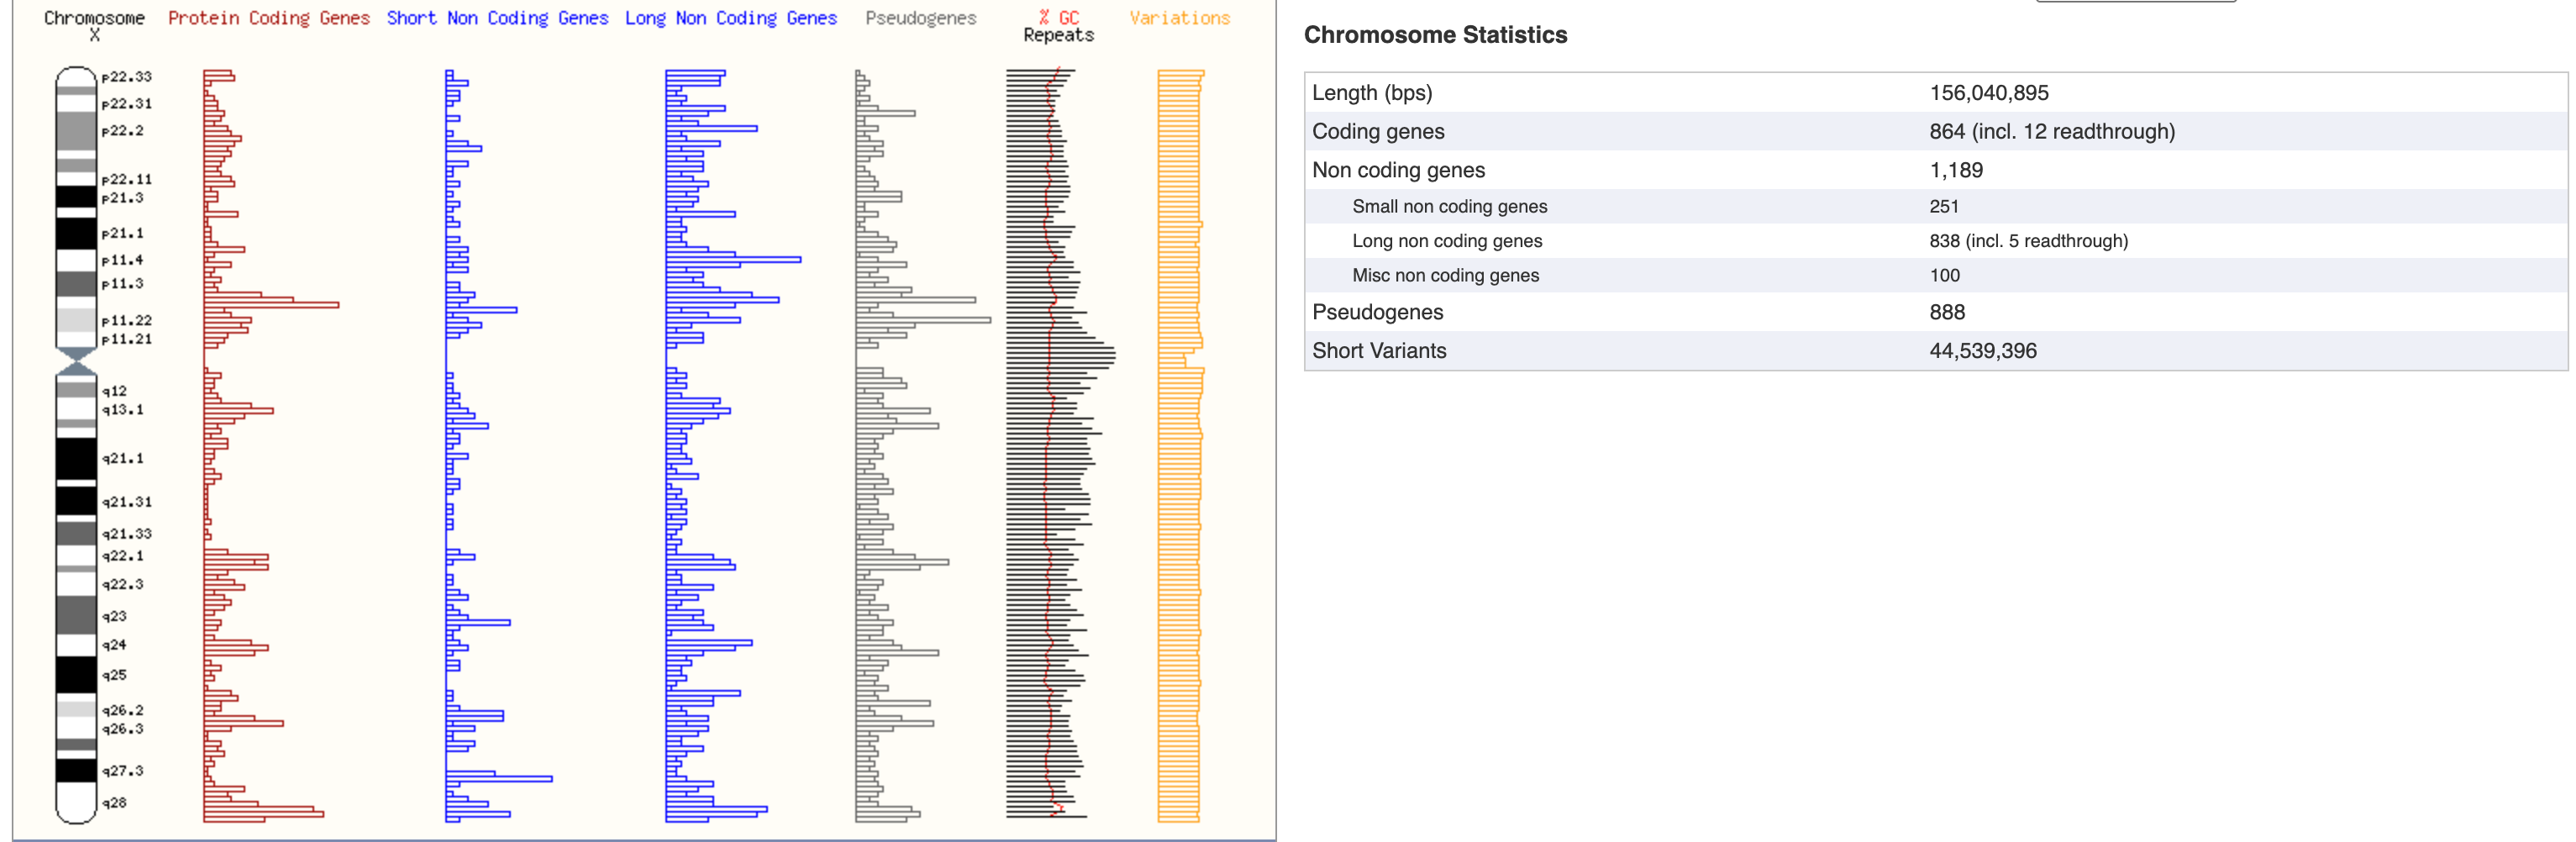 Chromosome Protein Coding Genes Short Non Coding Genes Long Non Coding Genes Pseudogenes % GC Variations
X Repeats
p22.33
p22.31
p22.2
p22.11
p21.3
p21.1
p11.4
p11.3
p11.22
p11.21
q12
q13.1
q21.1
q21.31
q21.33
q22.1
q22.3
q23
q24
q25
q26.2
q26.3
q27.3
q28
Chromosome Statistics
Length (bps) 156,040,895
Coding genes 864 (incl. 12 readthrough)
Non coding genes 1,189
Small non coding genes 251
Long non coding genes 838 (incl. 5 readthrough)
Misc non coding genes 100
Pseudogenes 888
Short Variants 44,539,396